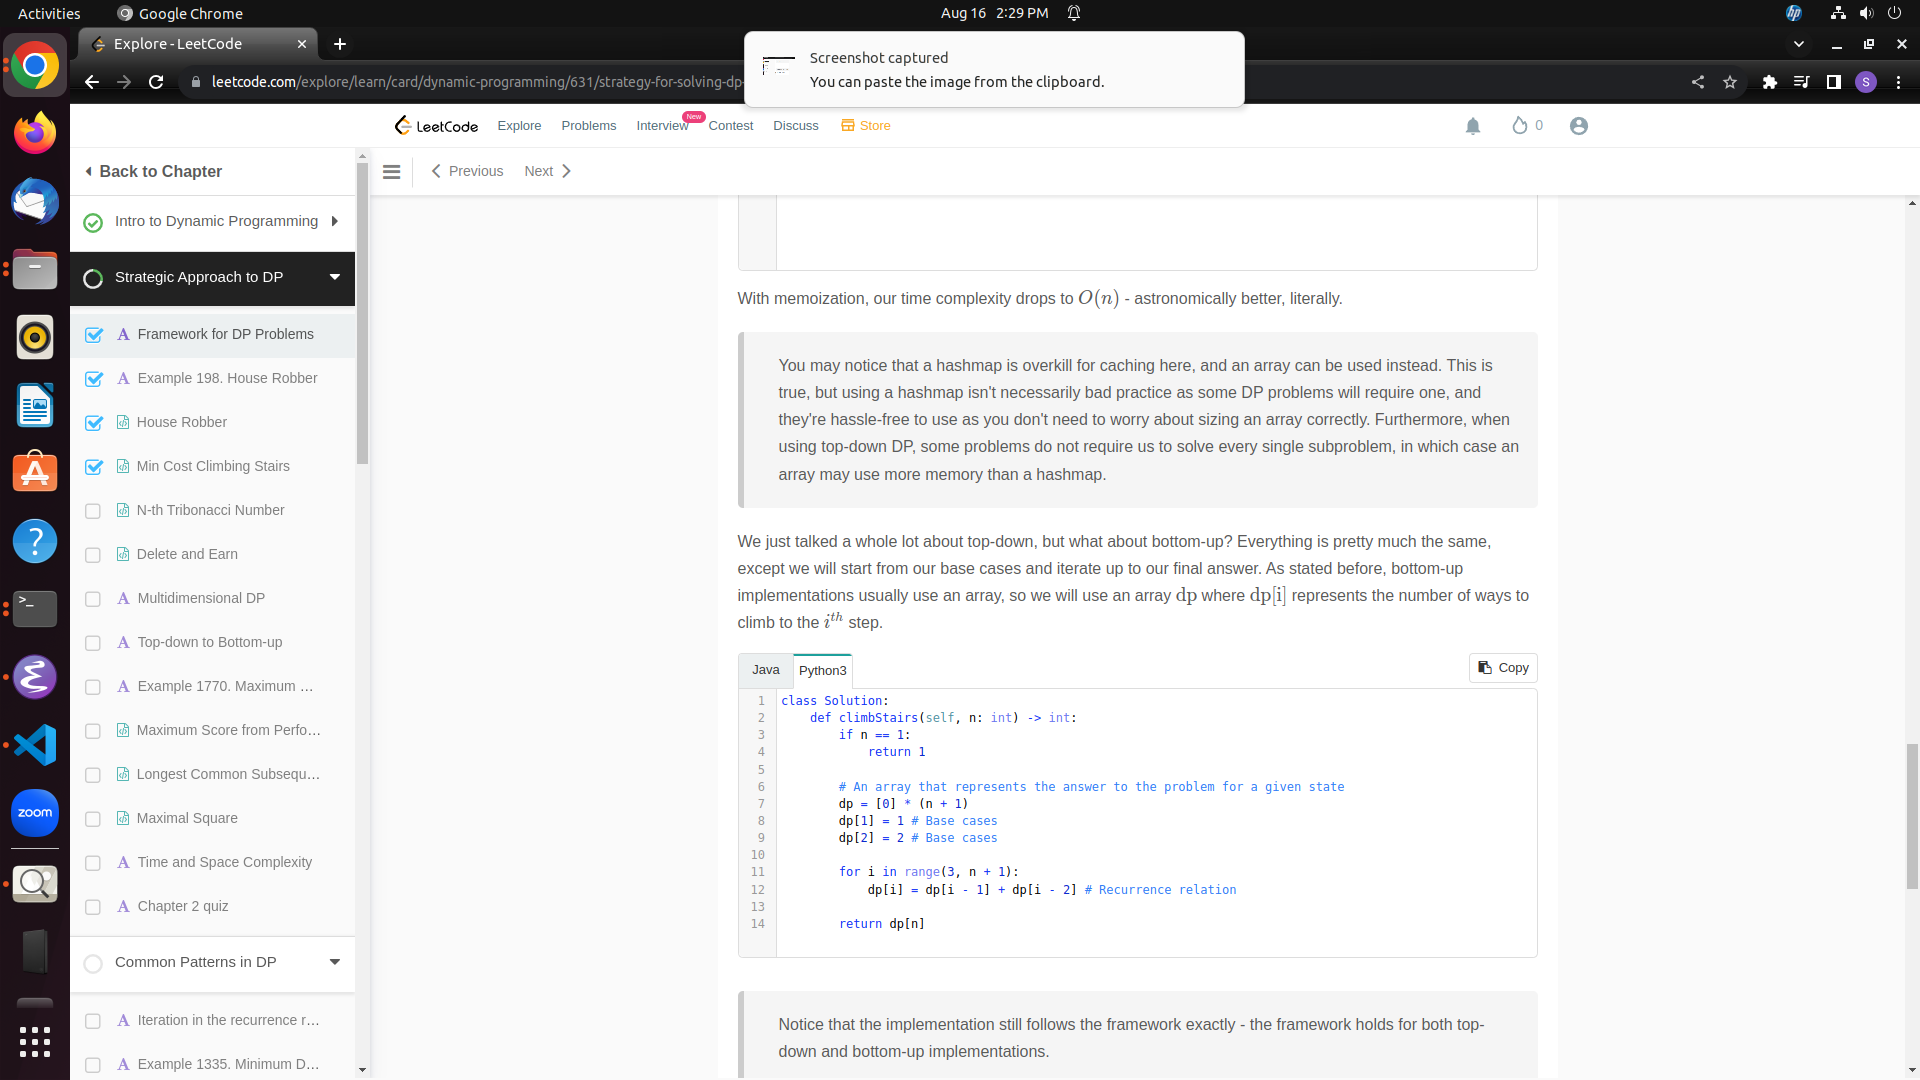 Activities
Google Chrome
Aug 16 2:29 PM
Explore - LeetCode
leetcode.com/explore/learn/card/dynamic-programming/631/strategy-for-solving-dp-
Screenshot captured
You can paste the image from the clipboard.
S
LeetCode
Explore
Problems
Interview
New
Contest
Discuss
Store
0
Back to Chapter
Previous
Next
Intro to Dynamic Programming
Strategic Approach to DP
A Framework for DP Problems
A Example 198. House Robber
House Robber
Min Cost Climbing Stairs
N-th Tribonacci Number
Delete and Earn
A Multidimensional DP
A Top-down to Bottom-up
A Example 1770. Maximum ...
Maximum Score from Perfo...
Longest Common Subsequ...
Maximal Square
A Time and Space Complexity
A Chapter 2 quiz
Common Patterns in DP
A Iteration in the recurrence r...
A Example 1335. Minimum D...
zoom
With memoization, our time complexity drops to O(n) - astronomically better, literally.
You may notice that a hashmap is overkill for caching here, and an array can be used instead. This is
true, but using a hashmap isn't necessarily bad practice as some DP problems will require one, and
they're hassle-free to use as you don't need to worry about sizing an array correctly. Furthermore, when
using top-down DP, some problems do not require us to solve every single subproblem, in which case an
array may use more memory than a hashmap.
We just talked a whole lot about top-down, but what about bottom-up? Everything is pretty much the same,
except we will start from our base cases and iterate up to our final answer. As stated before, bottom-up
implementations usually use an array, so we will use an array dp where dp[i] represents the number of ways to
climb to the i^th step.
Java
Python3
Copy
1 class Solution:
2     def climbStairs(self, n: int) -> int:
3         if n == 1:
4             return 1
5
6         # An array that represents the answer to the problem for a given state
7         dp = [0] * (n + 1)
8         dp[1] = 1 # Base cases
9         dp[2] = 2 # Base cases
10
11         for i in range(3, n + 1):
12             dp[i] = dp[i - 1] + dp[i - 2] # Recurrence relation
13
14         return dp[n]
Notice that the implementation still follows the framework exactly - the framework holds for both top-
down and bottom-up implementations.